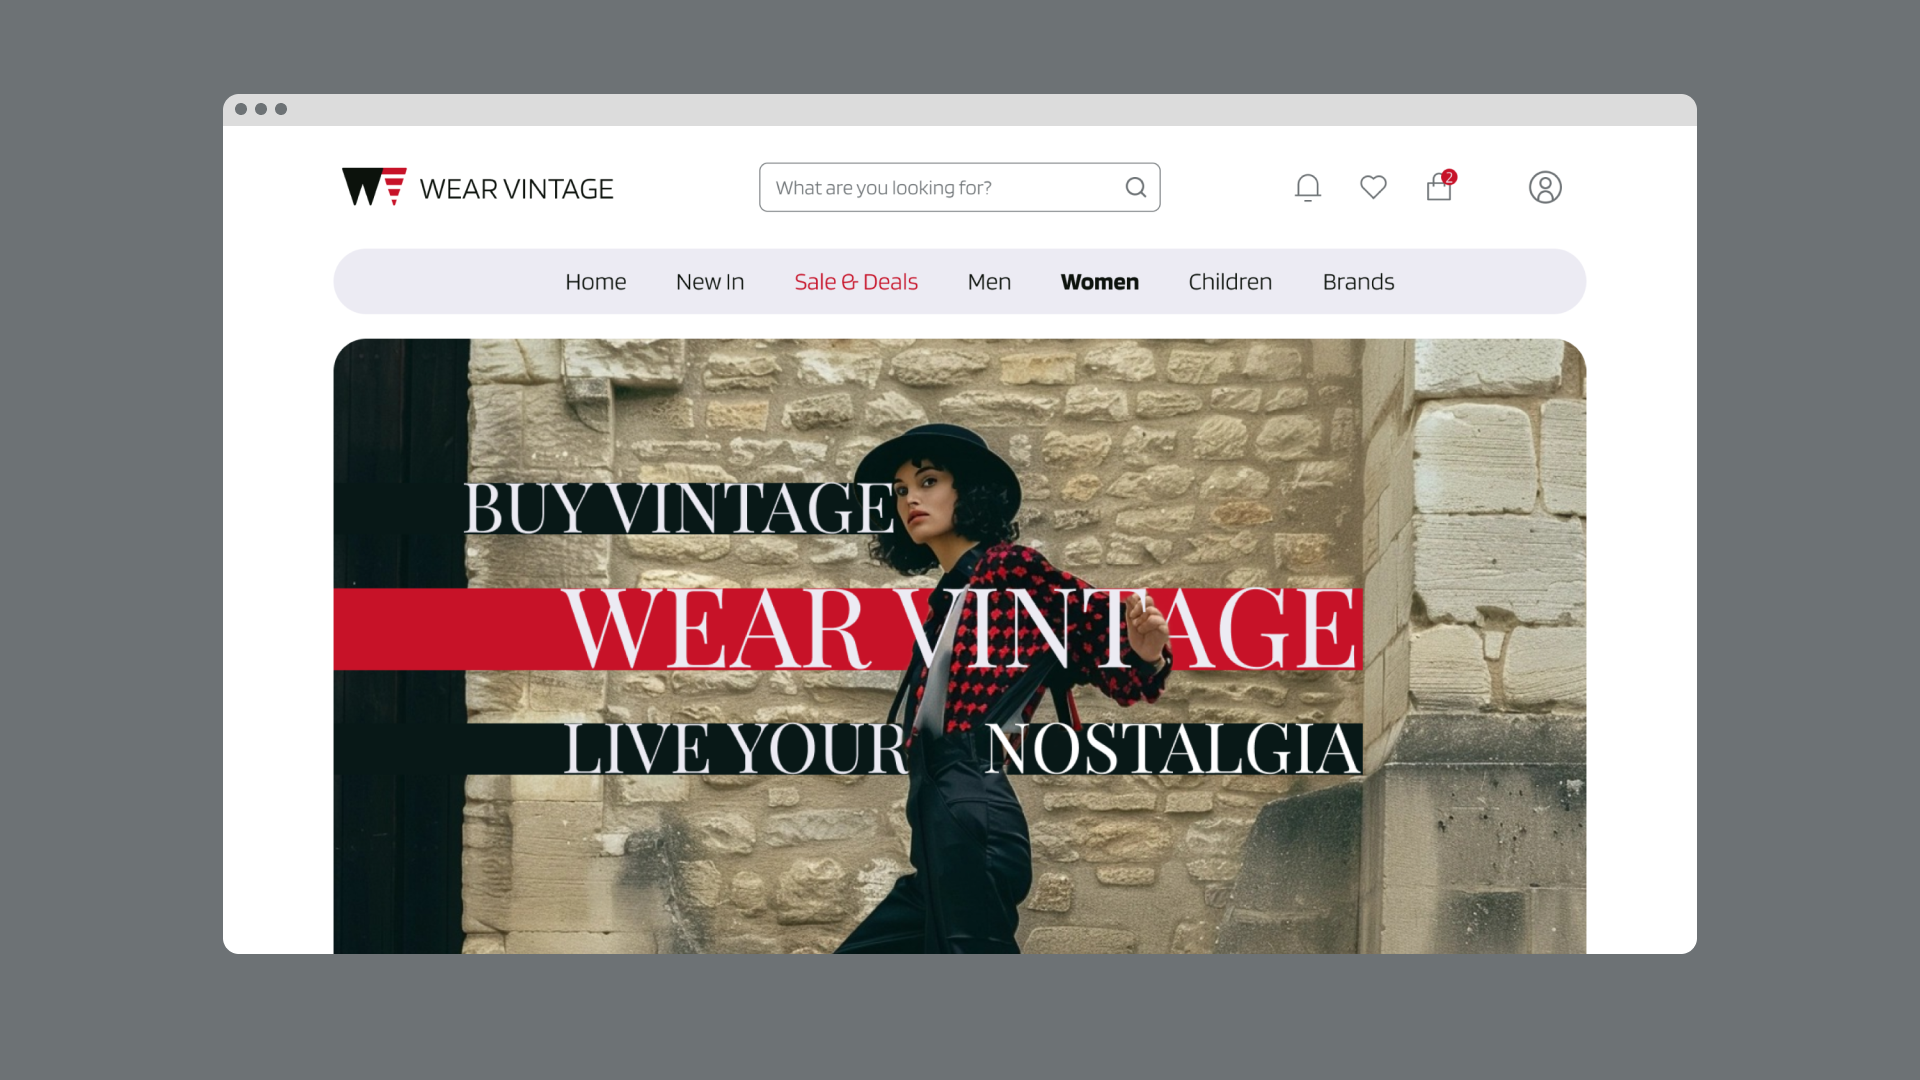 WEAR VINTAGE
What are you looking for?
2
Home New In Sale & Deals Men Women Children Brands
BUY VINTAGE
WEAR VINTAGE
LIVE YOUR NOSTALGIA